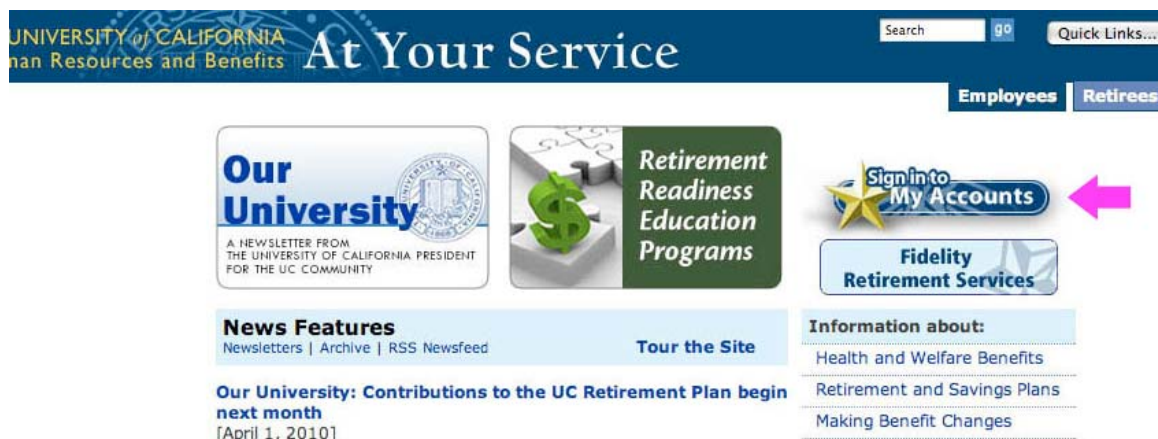 UNIVERSITY of CALIFORNIA
Resources and Benefits
At Your Service
Search
go
Quick Links...
Employees
Retirees
Our
University
A NEWSLETTER FROM
THE UNIVERSITY OF CALIFORNIA PRESIDENT
FOR THE UC COMMUNITY
Retirement
Readiness
Education
Programs
Sign in to
My Accounts
Fidelity
Retirement Services
News Features
Newsletters | Archive | RSS Newsfeed
Tour the Site
Our University: Contributions to the UC Retirement Plan begin
next month
[April 1, 2010]
Information about:
Health and Welfare Benefits
Retirement and Savings Plans
Making Benefit Changes